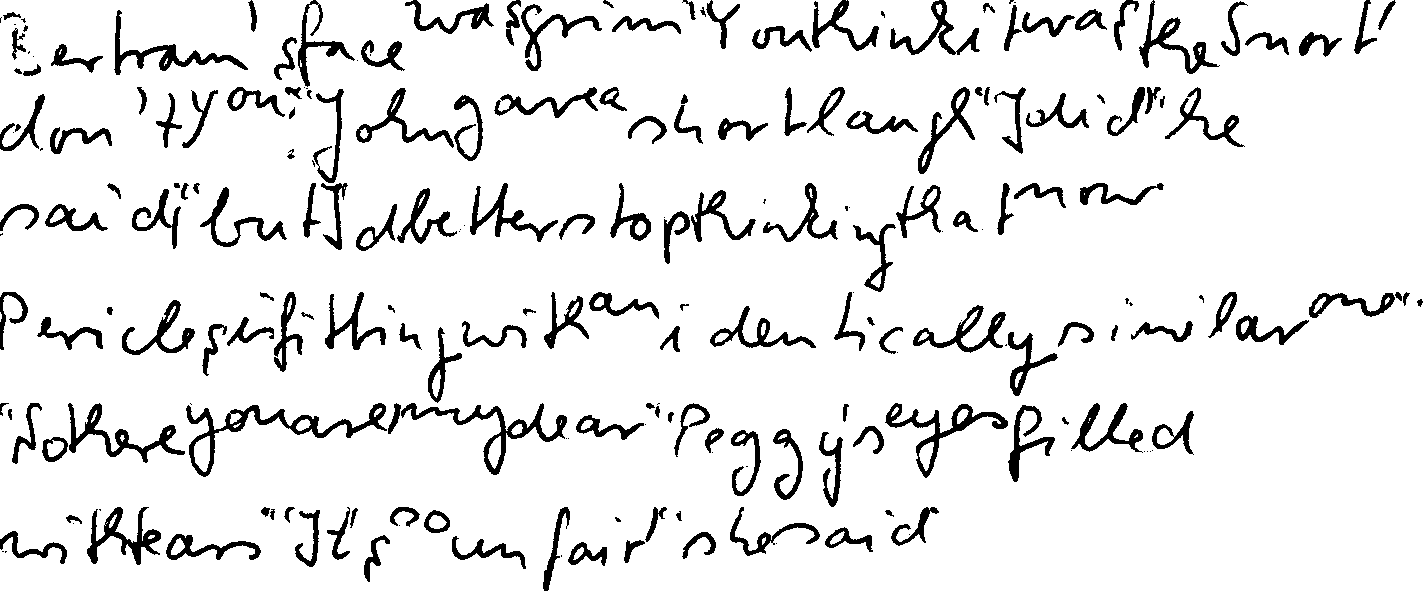 Bertram's face was grim "You think it was the Snort'
don't you." John gave a short laugh "I did" he
said," but I'd better stop thinking that now.
Pericles is fitting with an identically similar one."
"So there you are my dear" Peggy's eyes filled
with tears "It's so unfair" she said